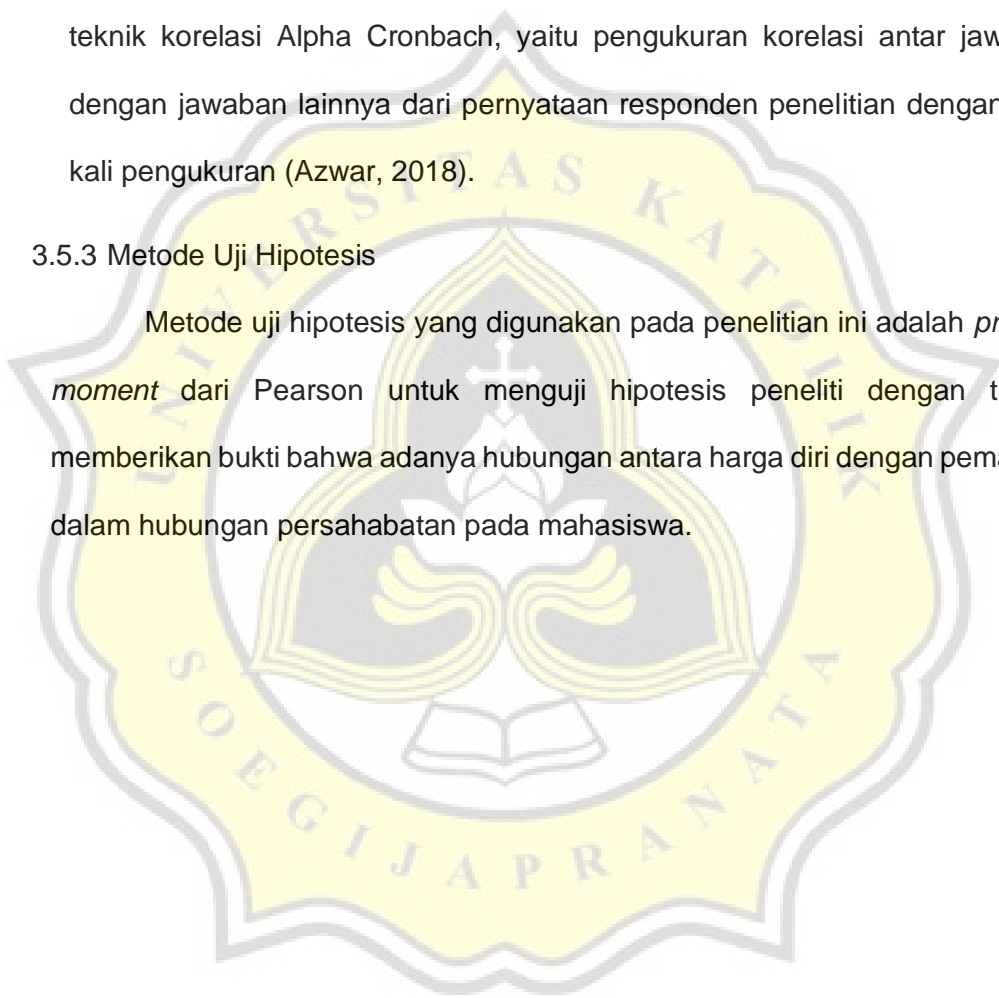 teknik korelasi Alpha Cronbach, yaitu pengukuran korelasi antar
dengan jawaban lainnya dari pernyataan responden penelitian dengan
kali pengukuran (Azwar, 2018).
3.5.3 Metode Uji Hipotesis
Metode uji hipotesis yang digunakan pada penelitian ini adalah
moment dari Pearson untuk menguji hipotesis peneliti dengan
memberikan bukti bahwa adanya hubungan antara harga diri dengan
dalam hubungan persahabatan pada mahasiswa.
UNIVERSITAS KATOLIK
SOEGIJAPRANATA